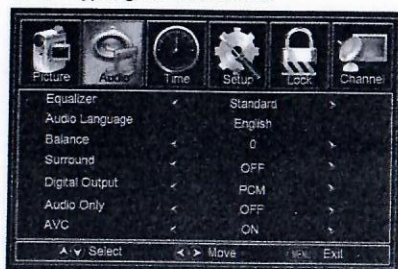 Picture Audio Time Setup Lock Channel
Equalizer Standard
Audio Language English
Balance 0
Surround OFF
Digital Output PCM
Audio Only OFF
AVC ON
Select Move MENU Exit